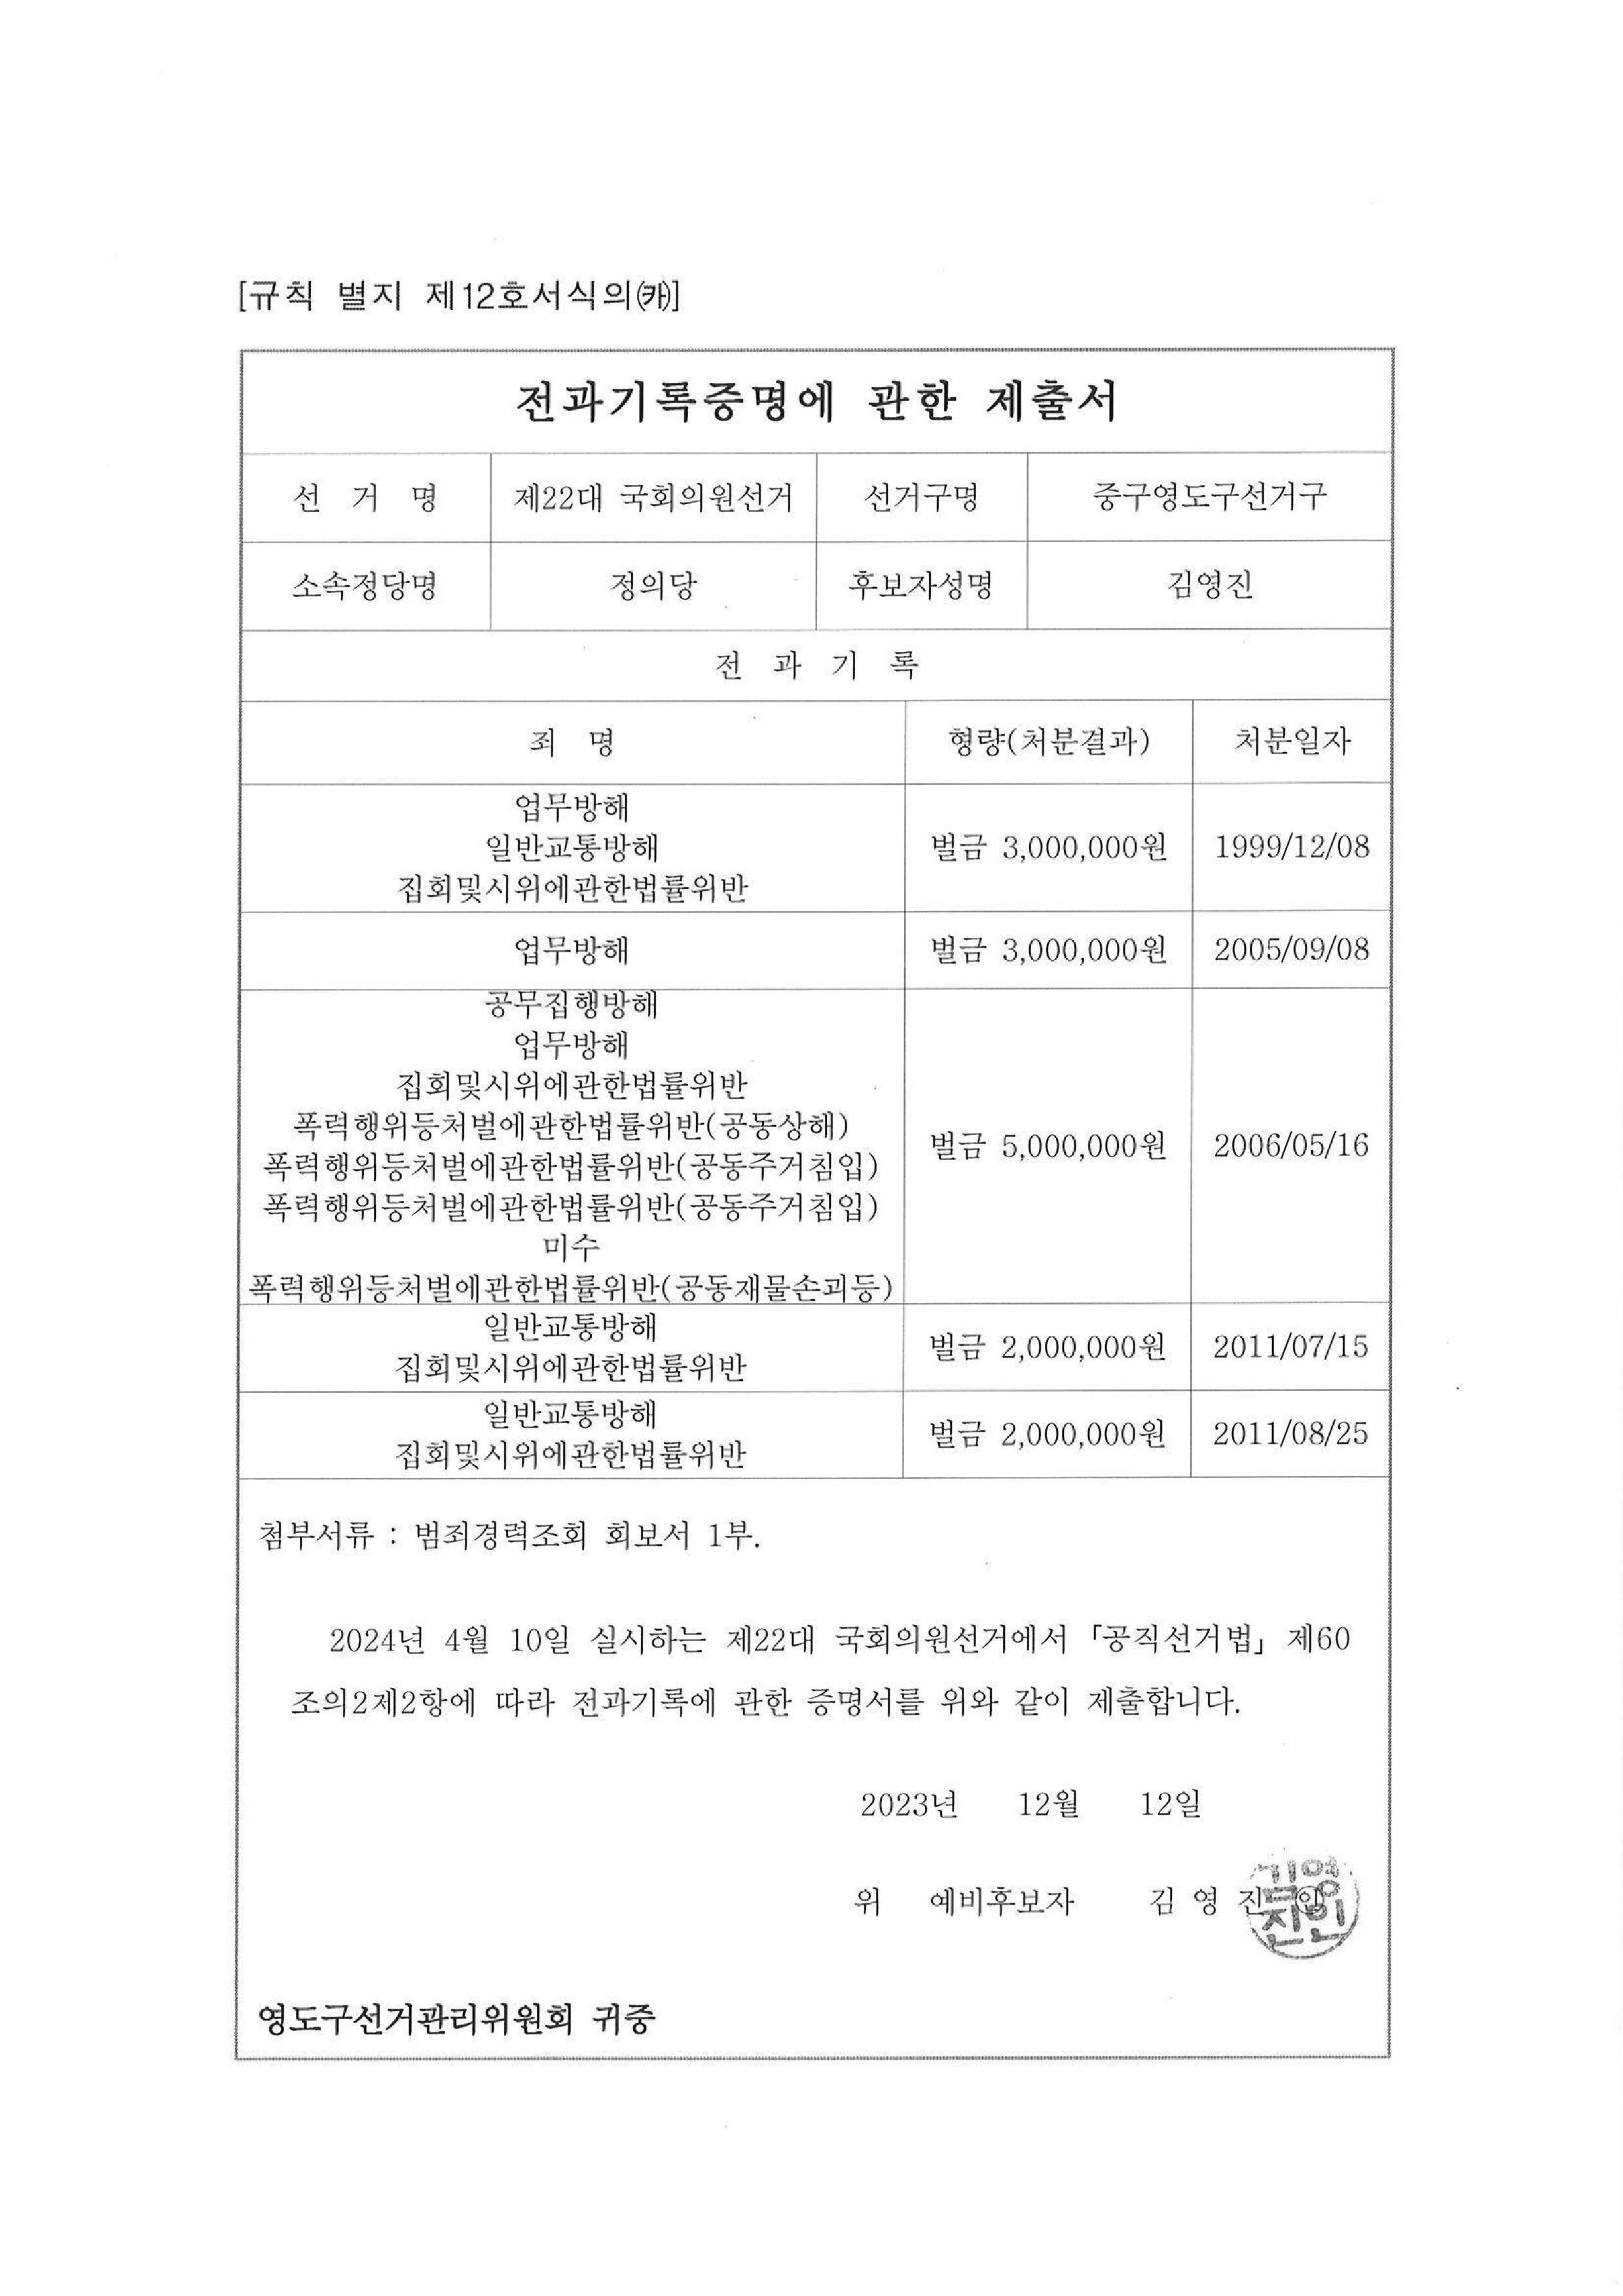 [규칙 별지 제12호서식의㉸]
전과기록증명에 관한 제출서
선 거 명 제22대 국회의원선거 선거구명 중구영도구선거구
소속정당명 정의당 후보자성명 김영진
전 과 기 록
죄 명 형량(처분결과) 처분일자
업무방해
일반교통방해
집회및시위에관한법률위반
벌금 3,000,000원 1999/12/08
업무방해 벌금 3,000,000원 2005/09/08
공무집행방해
업무방해
집회및시위에관한법률위반
폭력행위등처벌에관한법률위반(공동상해)
폭력행위등처벌에관한법률위반(공동주거침입)
폭력행위등처벌에관한법률위반(공동주거침입)
미수
폭력행위등처벌에관한법률위반(공동재물손괴등)
벌금 5,000,000원 2006/05/16
일반교통방해
집회및시위에관한법률위반
벌금 2,000,000원 2011/07/15
일반교통방해
집회및시위에관한법률위반
벌금 2,000,000원 2011/08/25
첨부서류 : 범죄경력조회 회보서 1부.
2024년 4월 10일 실시하는 제22대 국회의원선거에서 「공직선거법」 제60
조의2제2항에 따라 전과기록에 관한 증명서를 위와 같이 제출합니다.
2023년 12월 12일
위 예비후보자 김 영 진 ㊞
김영
진인
영도구선거관리위원회 귀중